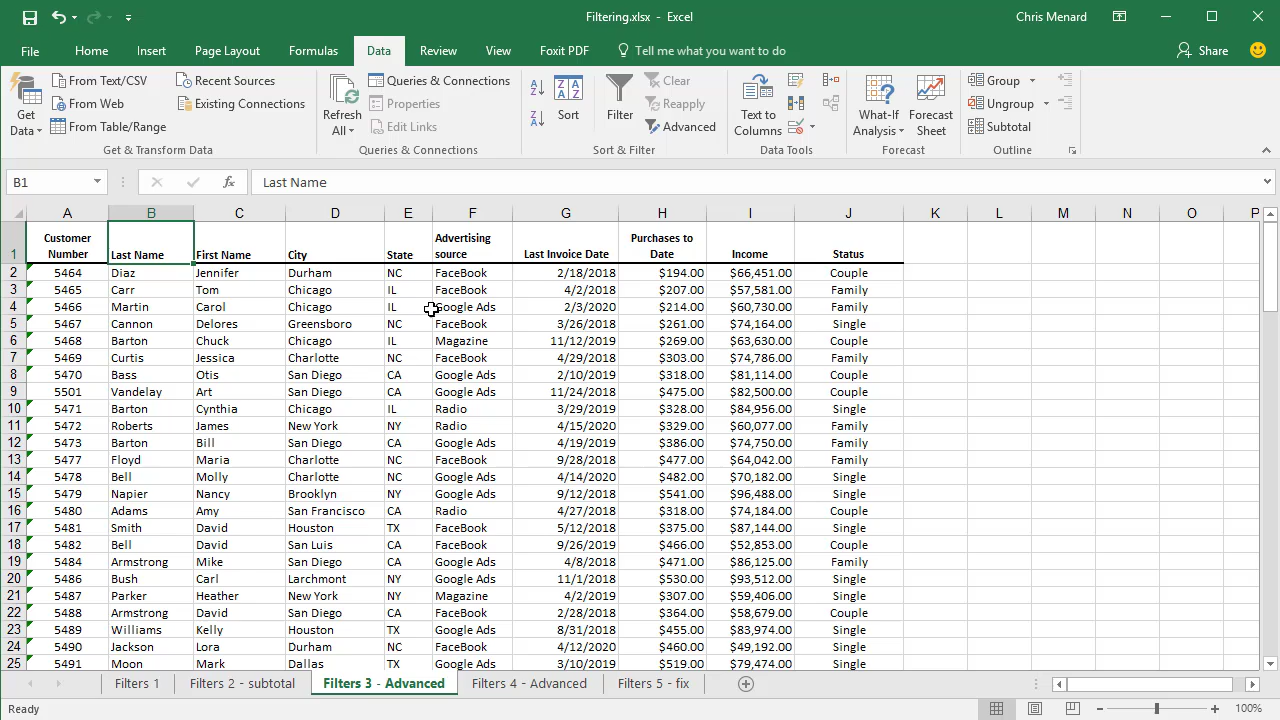 Filtering.xlsx - Excel
Chris Menard
File Home Insert Page Layout Formulas Data Review View Foxit PDF Tell me what you want to do Share
Get Data
From Text/CSV
From Web
From Table/Range
Recent Sources
Existing Connections
Get & Transform Data
Refresh All
Queries & Connections
Properties
Edit Links
Queries & Connections
Sort
Filter
Clear
Reapply
Advanced
Sort & Filter
Text to Columns
Data Tools
What-If Analysis
Forecast Sheet
Forecast
Group
Ungroup
Subtotal
Outline
B1 fx Last Name
A B C D E F G H I J K L M N O P
1 Customer Number Last Name First Name City State Advertising source Last Invoice Date Purchases to Date Income Status
2 5464 Diaz Jennifer Durham NC FaceBook 2/18/2018 $194.00 $66,451.00 Couple
3 5465 Carr Tom Chicago IL FaceBook 4/2/2018 $207.00 $57,581.00 Family
4 5466 Martin Carol Chicago IL Google Ads 2/3/2020 $214.00 $60,730.00 Family
5 5467 Cannon Delores Greensboro NC FaceBook 3/26/2018 $261.00 $74,164.00 Single
6 5468 Barton Chuck Chicago IL Magazine 11/12/2019 $269.00 $63,630.00 Couple
7 5469 Curtis Jessica Charlotte NC FaceBook 4/29/2018 $303.00 $74,786.00 Family
8 5470 Bass Otis San Diego CA Google Ads 2/10/2019 $318.00 $81,114.00 Couple
9 5501 Vandelay Art San Diego CA Google Ads 11/24/2018 $475.00 $82,500.00 Couple
10 5471 Barton Cynthia Chicago IL Radio 3/29/2019 $328.00 $84,956.00 Single
11 5472 Roberts James New York NY Radio 4/15/2020 $329.00 $60,077.00 Family
12 5473 Barton Bill San Diego CA Google Ads 4/19/2019 $386.00 $74,750.00 Family
13 5477 Floyd Maria Charlotte NC FaceBook 9/28/2018 $477.00 $64,042.00 Family
14 5478 Bell Molly Charlotte NC Google Ads 4/14/2020 $482.00 $70,182.00 Single
15 5479 Napier Nancy Brooklyn NY Google Ads 9/12/2018 $541.00 $96,488.00 Single
16 5480 Adams Amy San Francisco CA Radio 4/27/2018 $318.00 $74,184.00 Couple
17 5481 Smith David Houston TX FaceBook 5/12/2018 $375.00 $87,144.00 Single
18 5482 Bell David San Luis CA FaceBook 9/26/2019 $466.00 $52,853.00 Couple
19 5484 Armstrong Mike San Diego CA Google Ads 4/8/2018 $471.00 $86,125.00 Family
20 5486 Bush Carl Larchmont NY Google Ads 11/1/2018 $530.00 $93,512.00 Single
21 5487 Parker Heather New York NY Magazine 4/2/2019 $307.00 $59,406.00 Single
22 5488 Armstrong David San Diego CA FaceBook 2/28/2018 $364.00 $58,679.00 Couple
23 5489 Williams Kelly Houston TX Google Ads 8/31/2018 $455.00 $83,974.00 Single
24 5490 Jackson Lora Durham NC FaceBook 4/12/2020 $460.00 $49,192.00 Single
25 5491 Moon Mark Dallas TX Google Ads 3/10/2019 $519.00 $79,474.00 Single
Filters 1 Filters 2 - subtotal Filters 3 - Advanced Filters 4 - Advanced Filters 5 - fix
Ready 100%